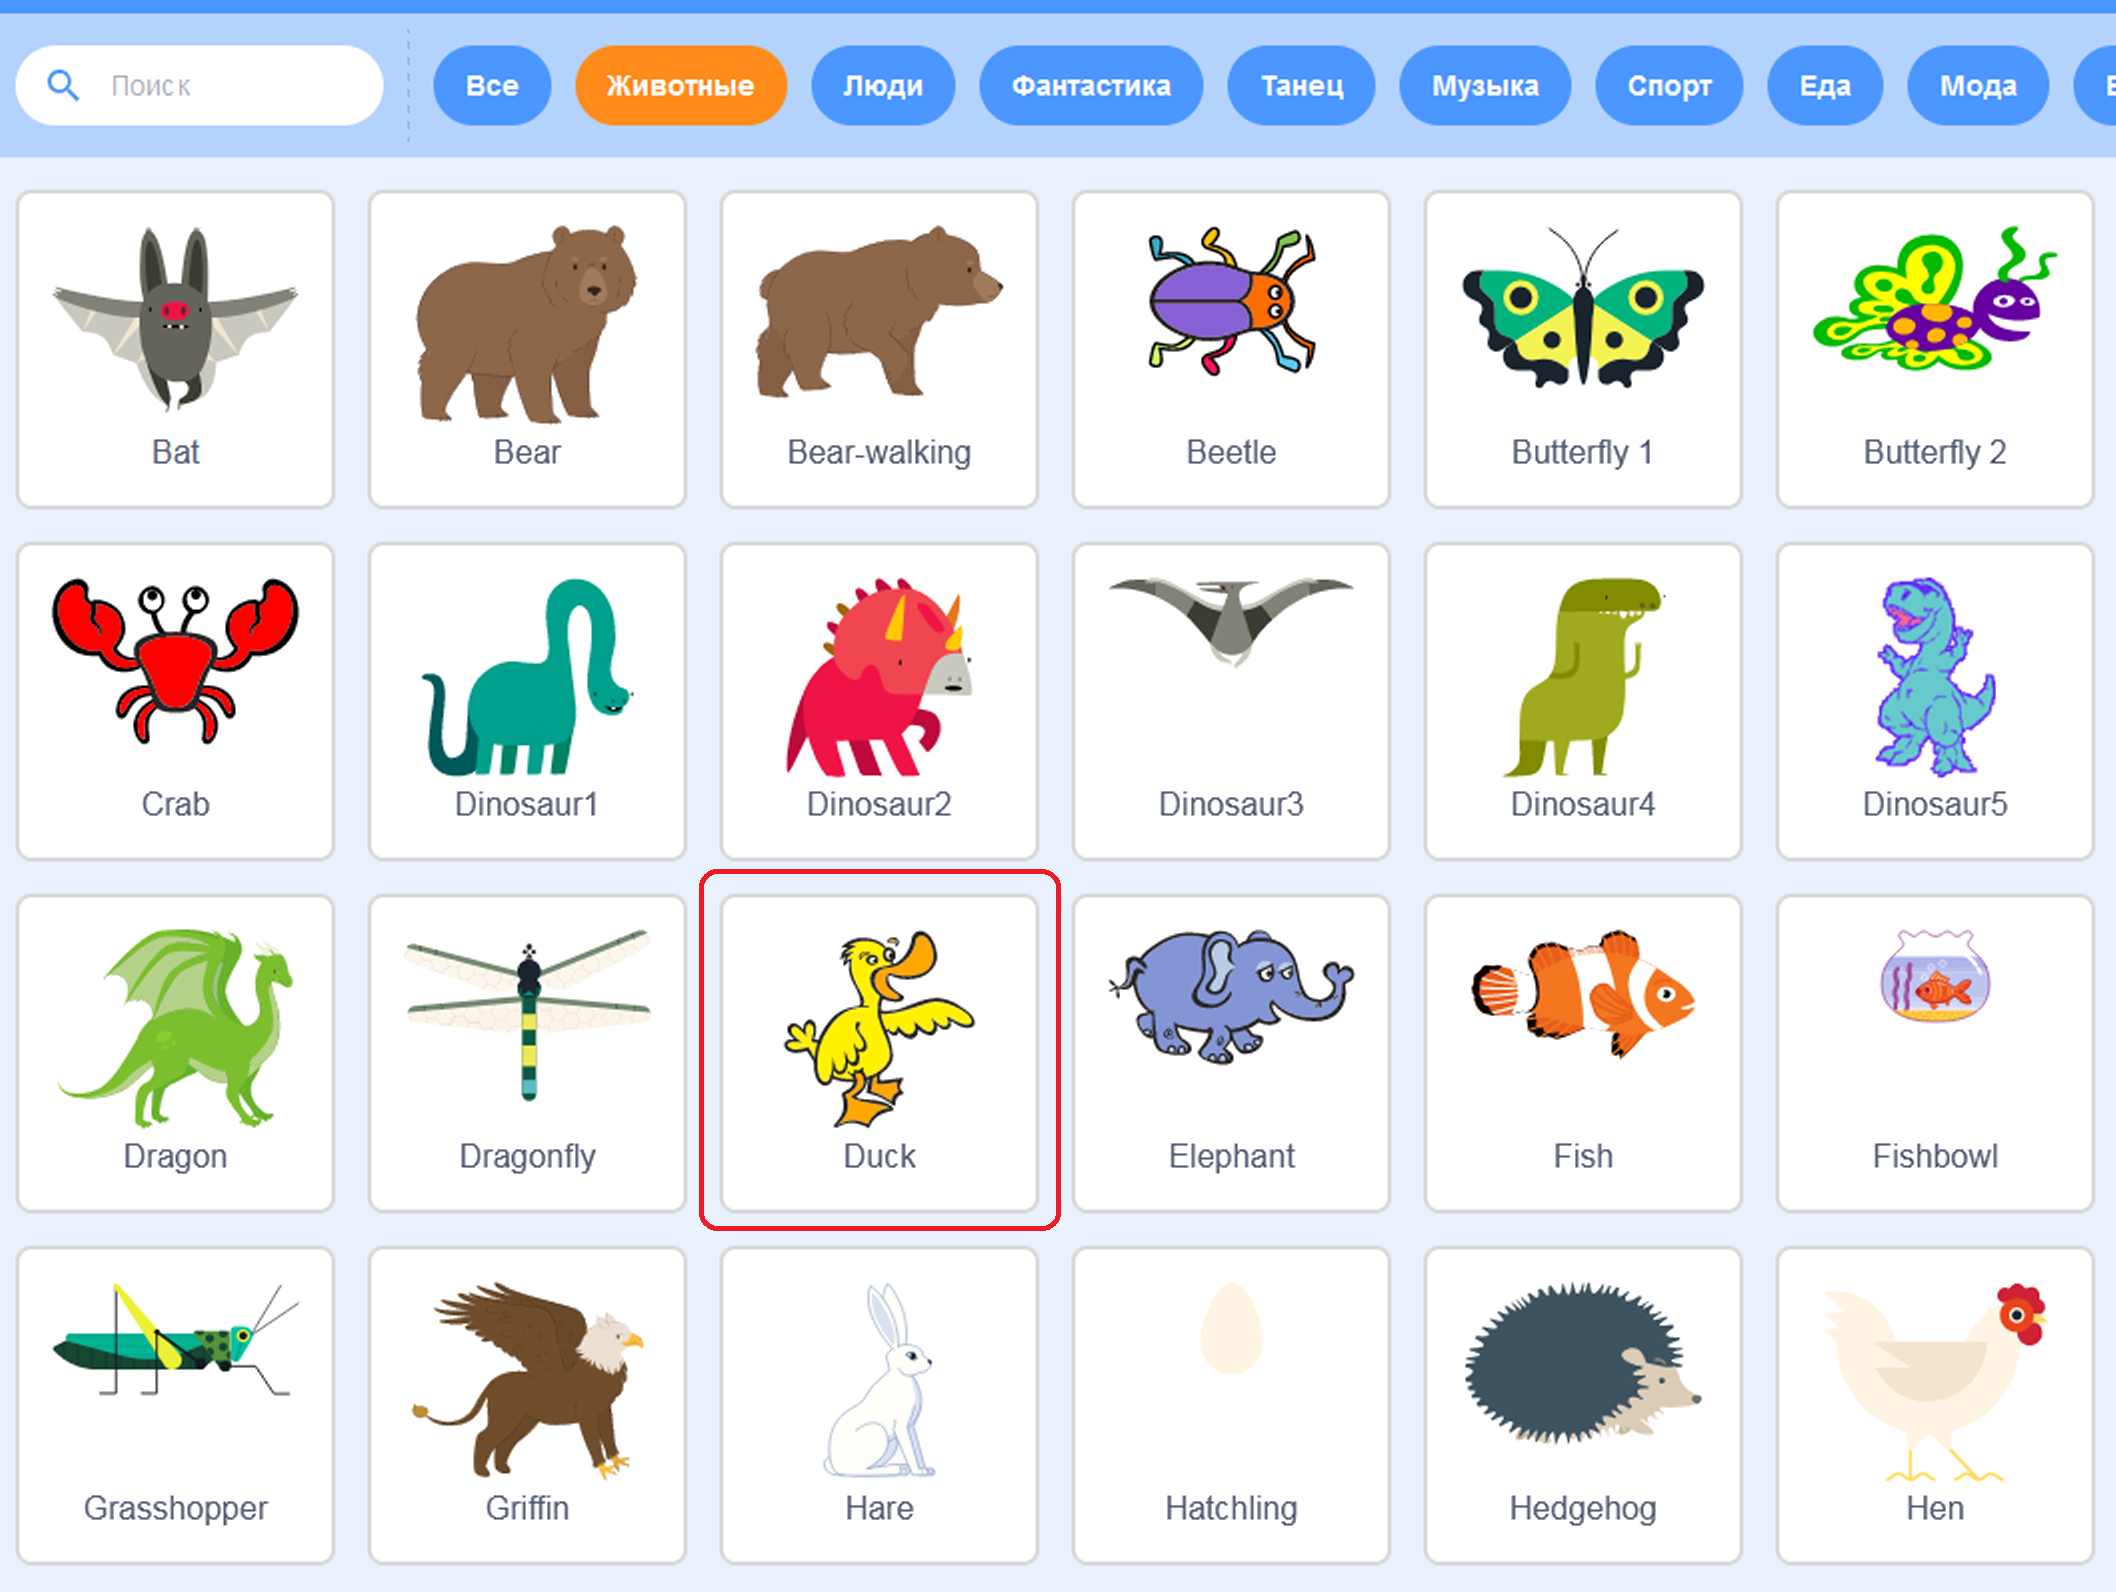 Поиск
Все
Животные
Люди
Фантастика
Танец
Музыка
Спорт
Еда
Мода
Bat
Bear
Bear-walking
Beetle
Butterfly 1
Butterfly 2
Crab
Dinosaur1
Dinosaur2
Dinosaur3
Dinosaur4
Dinosaur5
Dragon
Dragonfly
Duck
Elephant
Fish
Fishbowl
Grasshopper
Griffin
Hare
Hatchling
Hedgehog
Hen